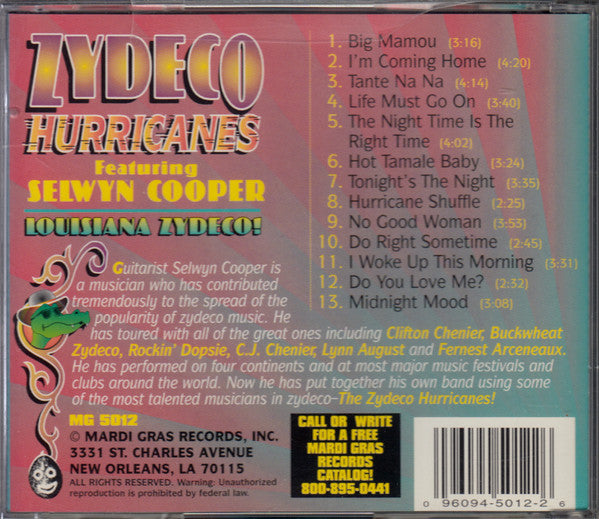 ZYDECO
HURRICANES
Featuring
SELWYN COOPER
LOUISIANA ZYDECO!
Guitarist Selwyn Cooper is
a musician who has contributed
tremendously to the spread of the
popularity of zydeco music. He
has toured with all of the great ones including Clifton Chenier, Buckwheat
Zydeco, Rockin' Dopsie, C.J. Chenier, Lynn August and Fernest Arceneaux.
He has performed on four continents and at most major music festivals and
clubs around the world. Now he has put together his own band using some
of the most talented musicians in zydeco–The Zydeco Hurricanes!
1. Big Mamou (3:16)
2. I'm Coming Home (4:20)
3. Tante Na Na (4:14)
4. Life Must Go On (3:40)
5. The Night Time Is The
Right Time (4:02)
6. Hot Tamale Baby (3:24)
7. Tonight's The Night (3:35)
8. Hurricane Shuffle (2:25)
9. No Good Woman (3:53)
10. Do Right Sometime (2:45)
11. I Woke Up This Morning (3:31)
12. Do You Love Me? (2:32)
13. Midnight Mood (3:08)
MG 5012
© MARDI GRAS RECORDS, INC.
3331 ST. CHARLES AVENUE
NEW ORLEANS, LA 70115
ALL RIGHTS RESERVED. Warning: Unauthorized
reproduction is prohibited by federal law.
CALL OR WRITE
FOR A FREE
MARDI GRAS
RECORDS
CATALOG!
800-895-0441
0 96094-5012-2 6